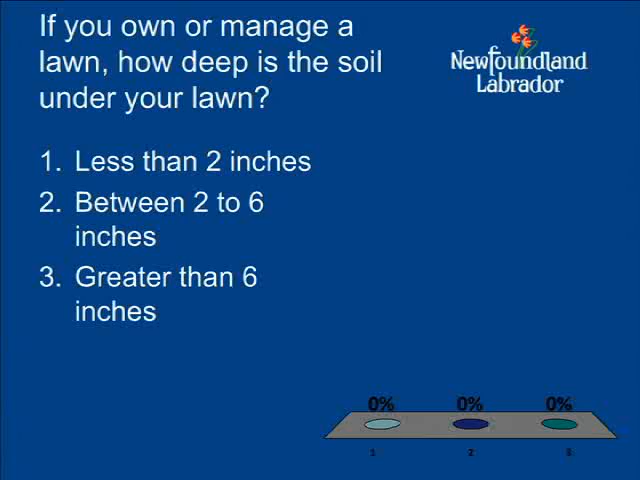 If you own or manage a
lawn, how deep is the soil
under your lawn?
Newfoundland
Labrador
1. Less than 2 inches
2. Between 2 to 6
inches
3. Greater than 6
inches
0% 0% 0%
1 2 3